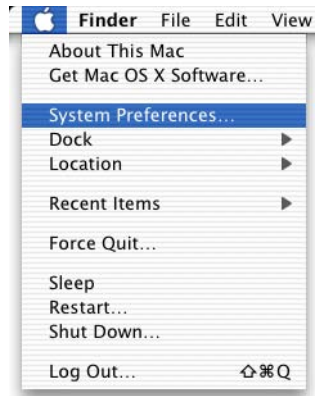 Finder File Edit View
About This Mac
Get Mac OS X Software...
System Preferences...
Dock
Location
Recent Items
Force Quit...
Sleep
Restart...
Shut Down...
Log Out... ⇧⌘Q